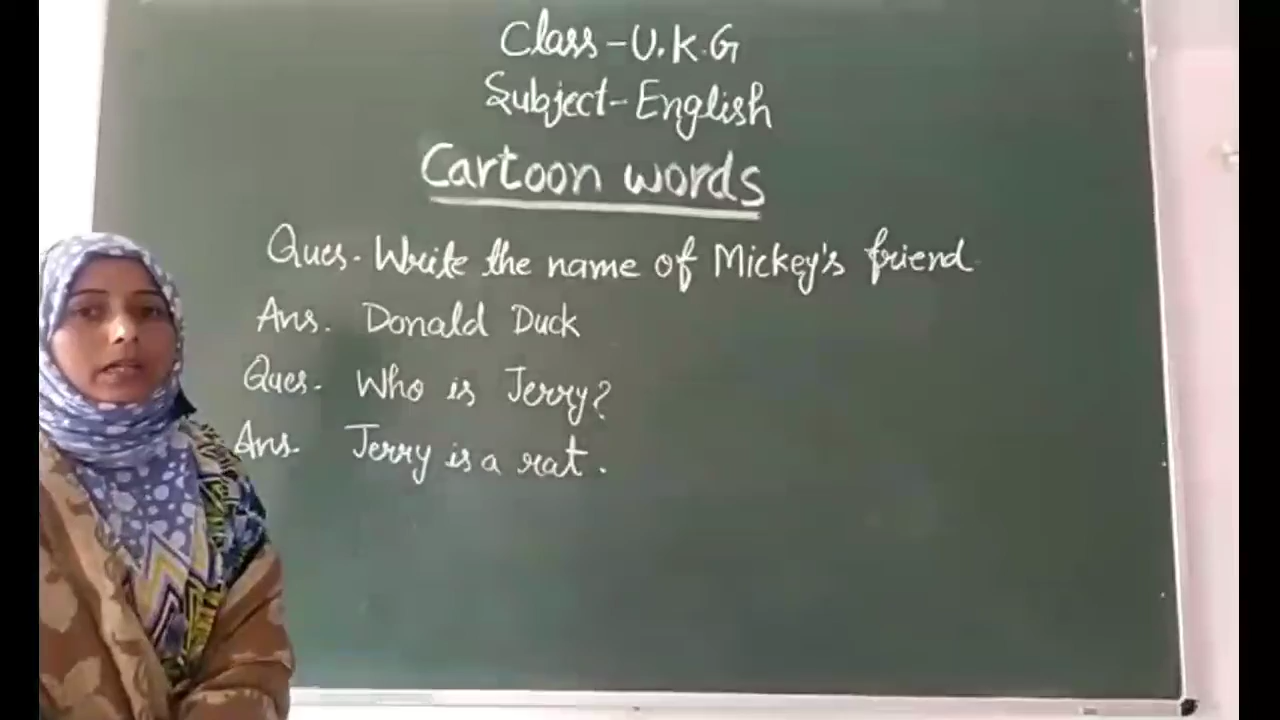 Class - U.K.G
Subject - English
Cartoon words
Ques. Write the name of Mickey's friend
Ans. Donald Duck
Ques. Who is Jerry?
Ans. Jerry is a rat.